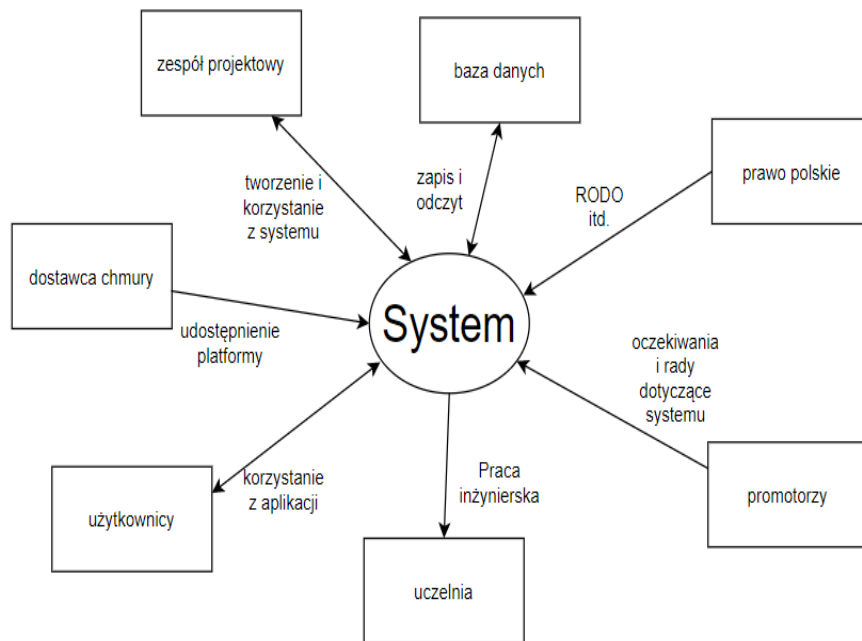 zespół projektowy
baza danych
prawo polskie
tworzenie i
korzystanie
z systemu
zapis i
odczyt
RODO
itd.
dostawca chmury
System
udostępnienie
platformy
oczekiwania
i rady
dotyczące
systemu
korzystanie
z aplikacji
Praca
inżynierska
promotorzy
użytkownicy
uczelnia